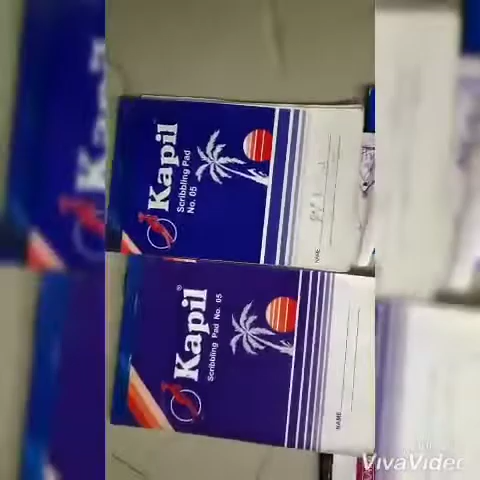 Kapil
Scribbling Pad
No. 05
NAME
Kapil®
Scribbling Pad No. 05
NAME
VivaVideo